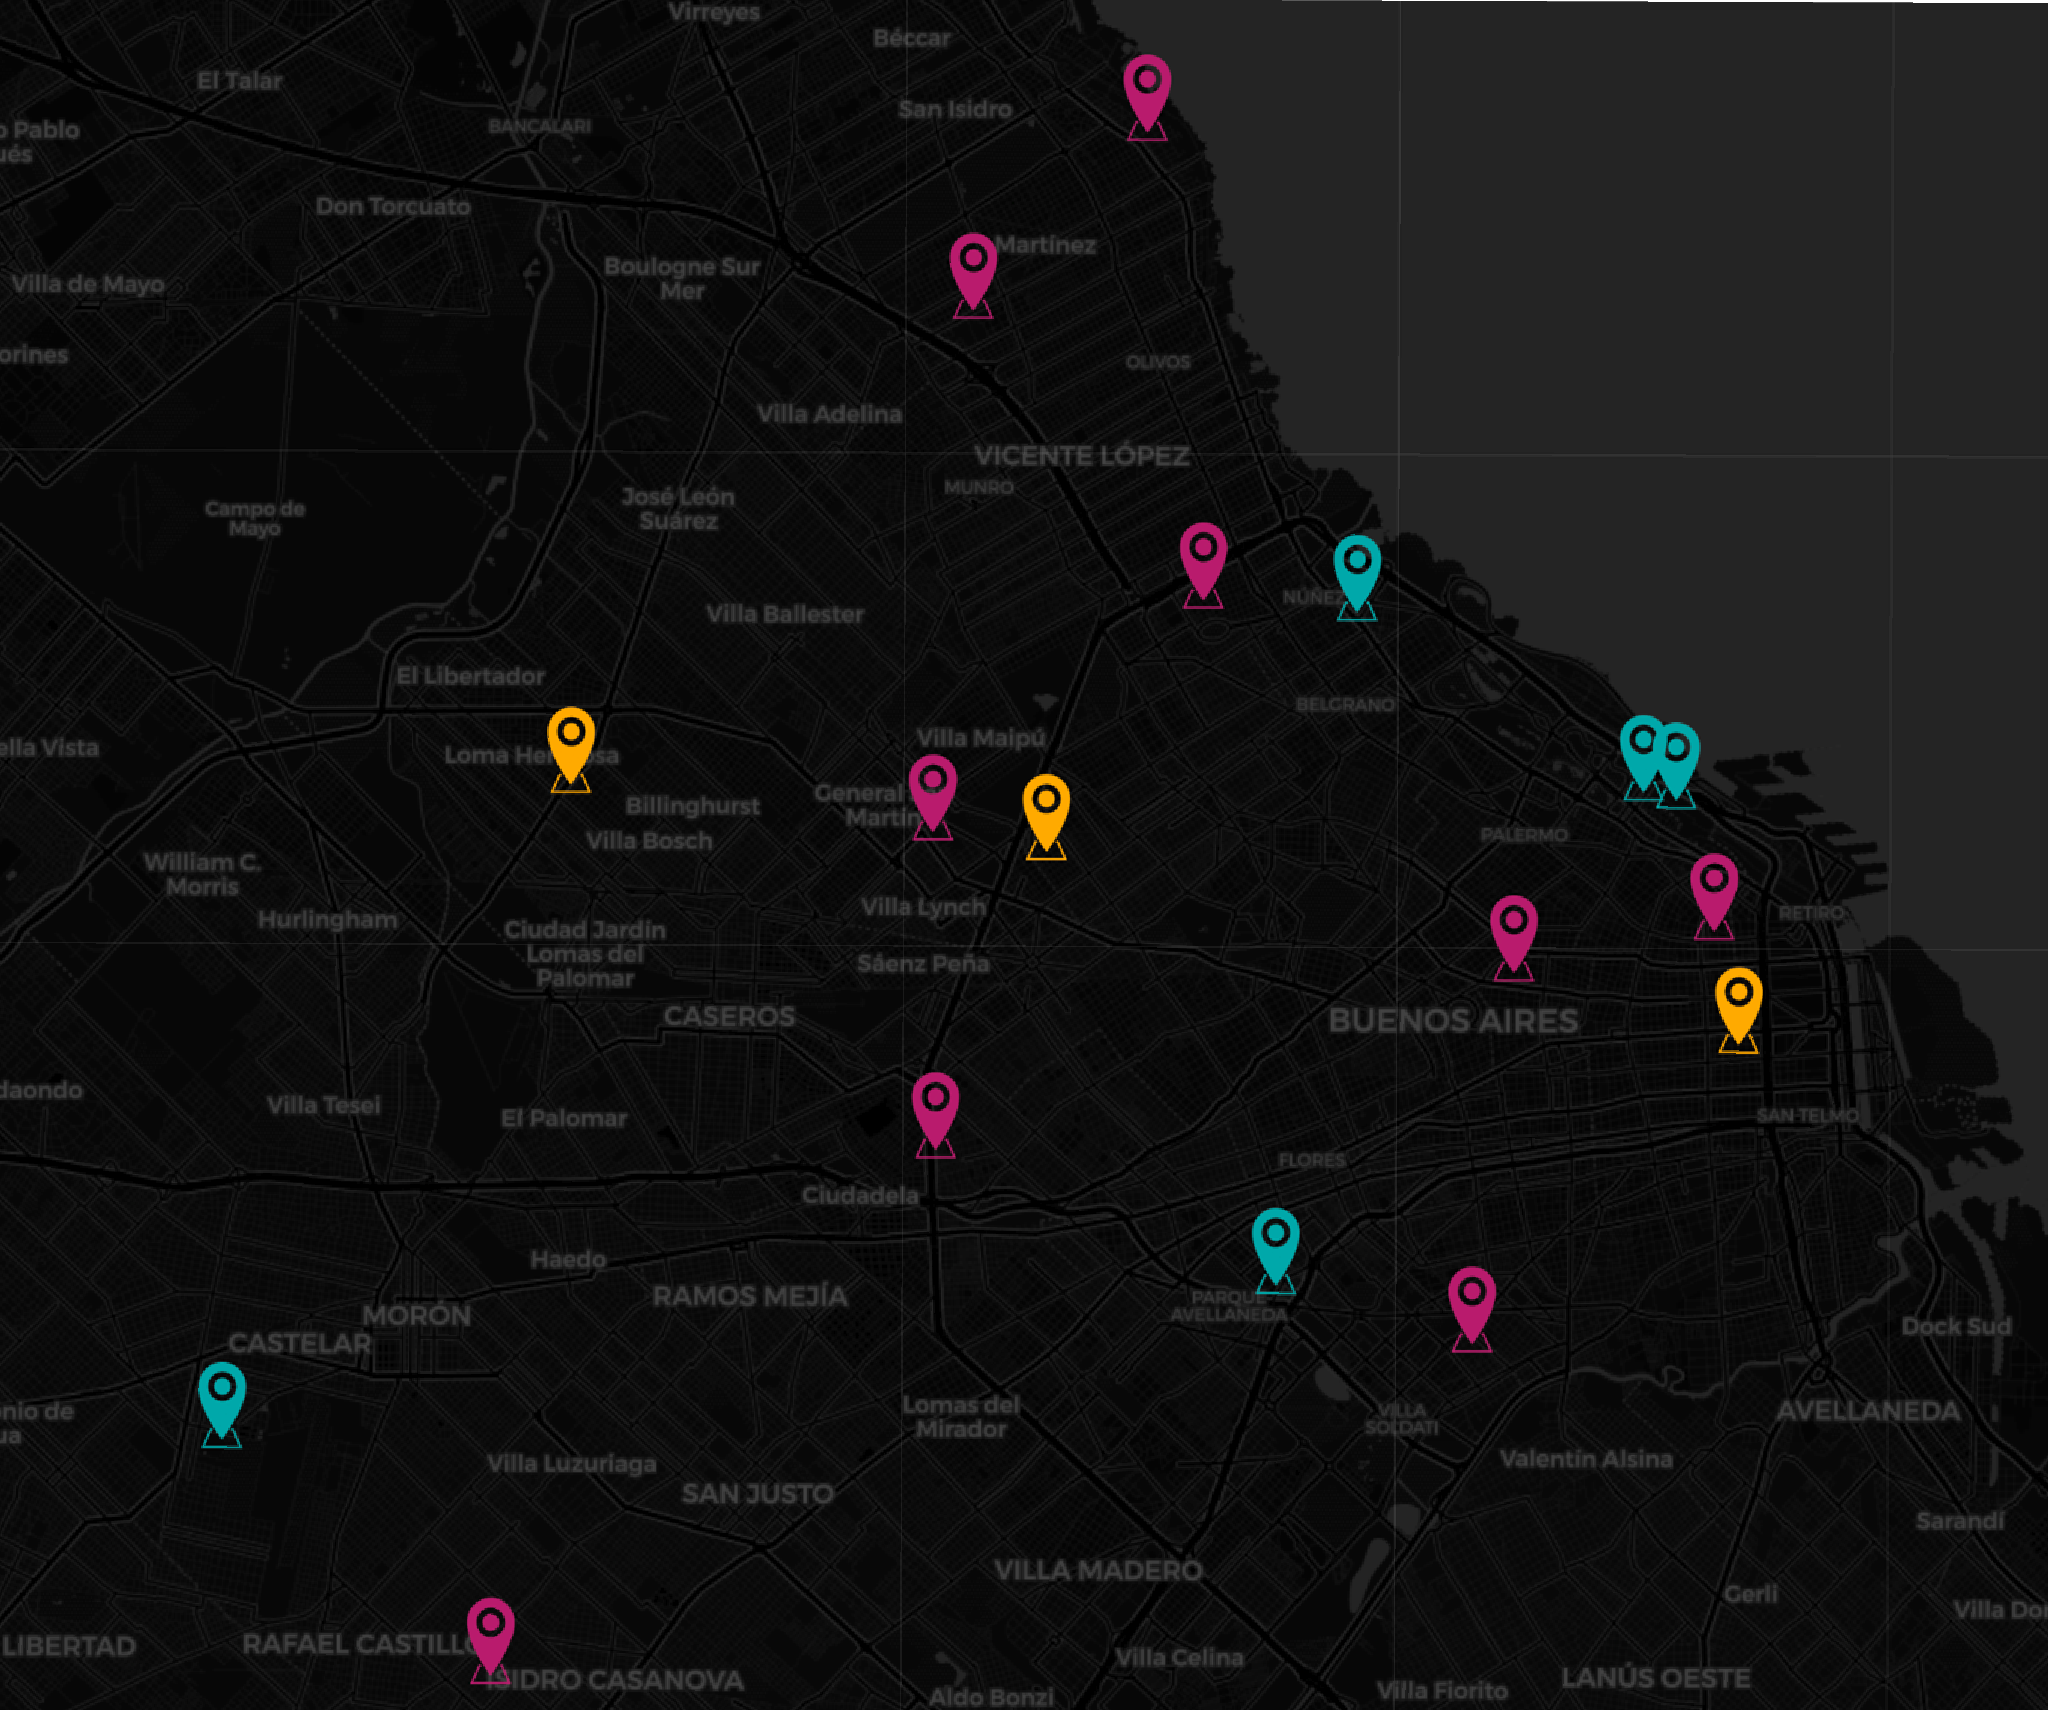 Virreyes
Béccar
El Talar
San Isidro
BANCALARI
o Pablo
ués
Don Torcuato
Martínez
Boulogne Sur
Mer
Villa de Mayo
orines
OLIVOS
Villa Adelina
VICENTE LÓPEZ
MUNRO
José León
Suárez
Campo de
Mayo
NÚÑEZ
Villa Ballester
El Libertador
BELGRANO
Villa Maipú
ella Vista
Loma He sa
General
Martín
Billinghurst
Villa Bosch
PALERMO
William C.
Morris
Villa Lynch
RETIRO
Hurlingham
Ciudad Jardín
Lomas del
Palomar
Sáenz Peña
CASEROS
BUENOS AIRES
daondo
Villa Tesei
El Palomar
SAN TELMO
FLORES
Ciudadela
Haedo
RAMOS MEJÍA
PARQUE
AVELLANEDA
MORÓN
CASTELAR
Dock Sud
nio de
ua
Lomas del
Mirador
VILLA
SOLDATI
AVELLANEDA
Villa Luzuriaga
Valentín Alsina
SAN JUSTO
Sarandí
VILLA MADERO
Gerli
Villa Do
LIBERTAD
RAFAEL CASTILLO
ISIDRO CASANOVA
Villa Celina
LANÚS OESTE
Aldo Bonzi
Villa Fiorito